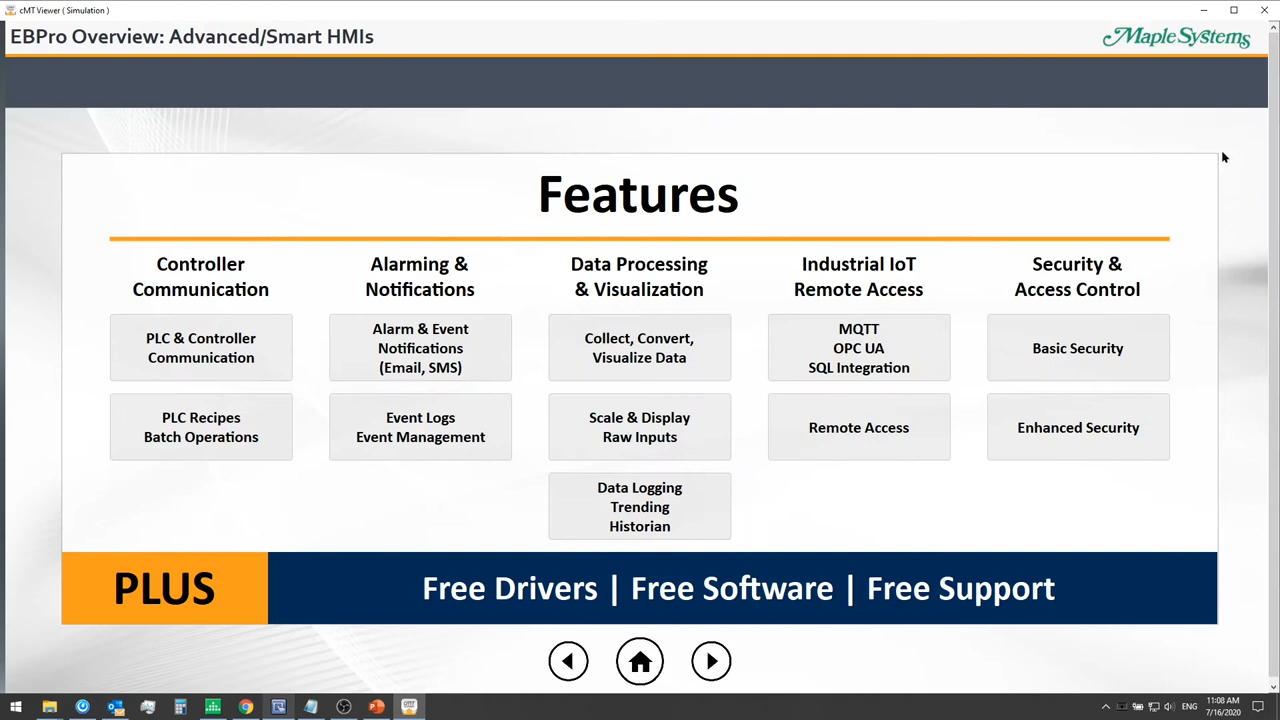 cMT Viewer ( Simulation )
EBPro Overview: Advanced/Smart HMIs
Maple Systems
Features
Controller
Communication
PLC & Controller
Communication
PLC Recipes
Batch Operations
Alarming &
Notifications
Alarm & Event
Notifications
(Email, SMS)
Event Logs
Event Management
Data Processing
& Visualization
Collect, Convert,
Visualize Data
Scale & Display
Raw Inputs
Data Logging
Trending
Historian
Industrial IoT
Remote Access
MQTT
OPC UA
SQL Integration
Remote Access
Security &
Access Control
Basic Security
Enhanced Security
PLUS
Free Drivers | Free Software | Free Support
ENG
11:08 AM
7/16/2020